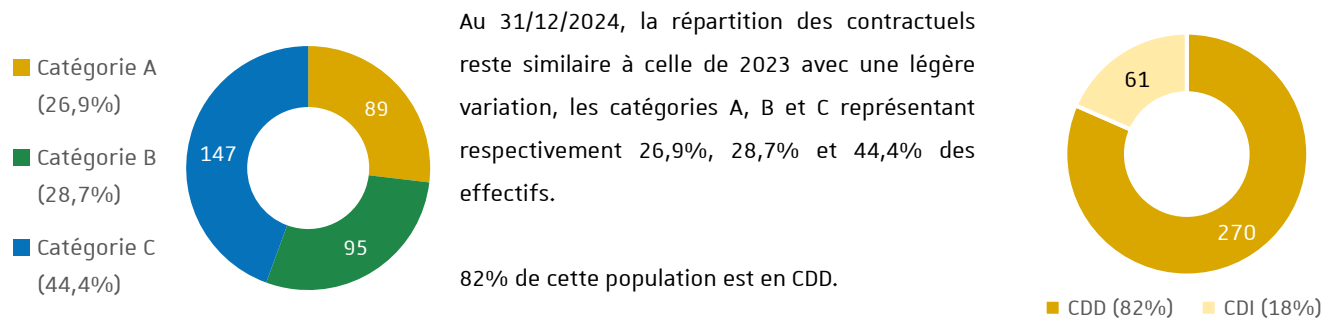 Catégorie A
(26,9%)
Catégorie B
(28,7%)
Catégorie C
(44,4%)
89
147
95
Au 31/12/2024, la répartition des contractuels
reste similaire à celle de 2023 avec une légère
variation, les catégories A, B et C représentant
respectivement 26,9%, 28,7% et 44,4% des
effectifs.
82% de cette population est en CDD.
61
270
CDD (82%) CDI (18%)